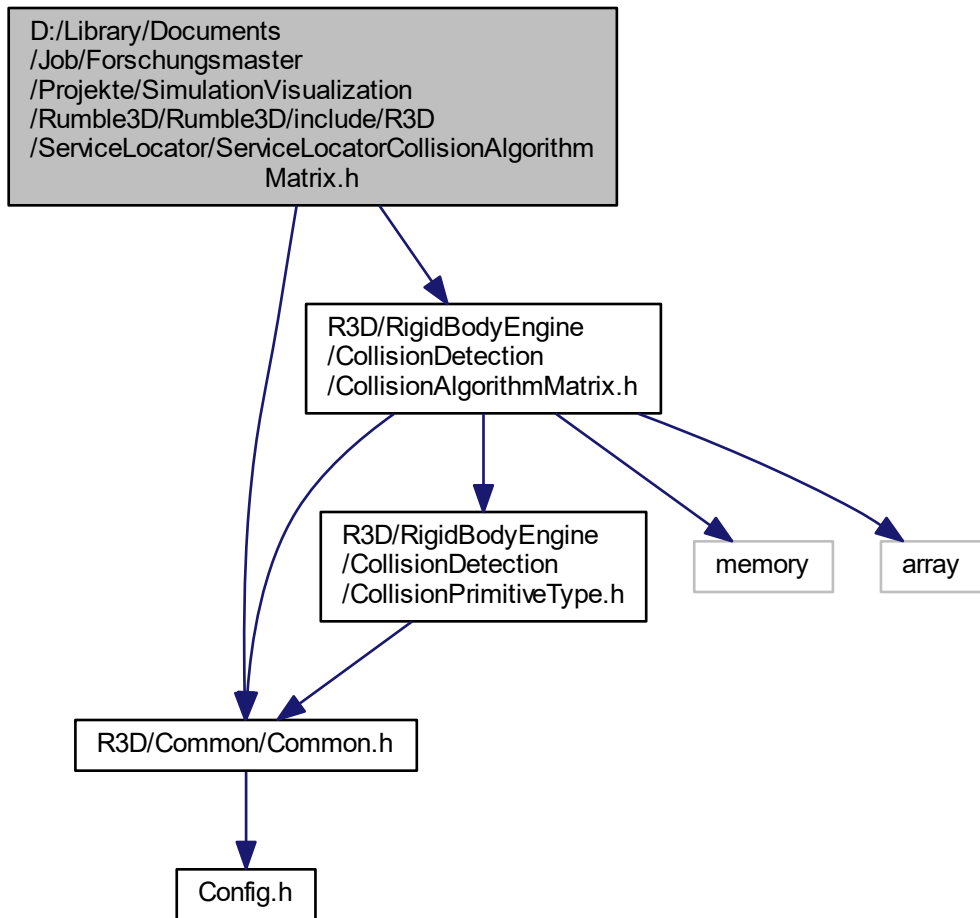 D:/Library/Documents
/Job/Forschungsmaster
/Projekte/SimulationVisualization
/Rumble3D/Rumble3D/include/R3D
/ServiceLocator/ServiceLocatorCollisionAlgorithm
Matrix.h
R3D/RigidBodyEngine
/CollisionDetection
/CollisionAlgorithmMatrix.h
R3D/RigidBodyEngine
/CollisionDetection
/CollisionPrimitiveType.h
memory
array
R3D/Common/Common.h
Config.h